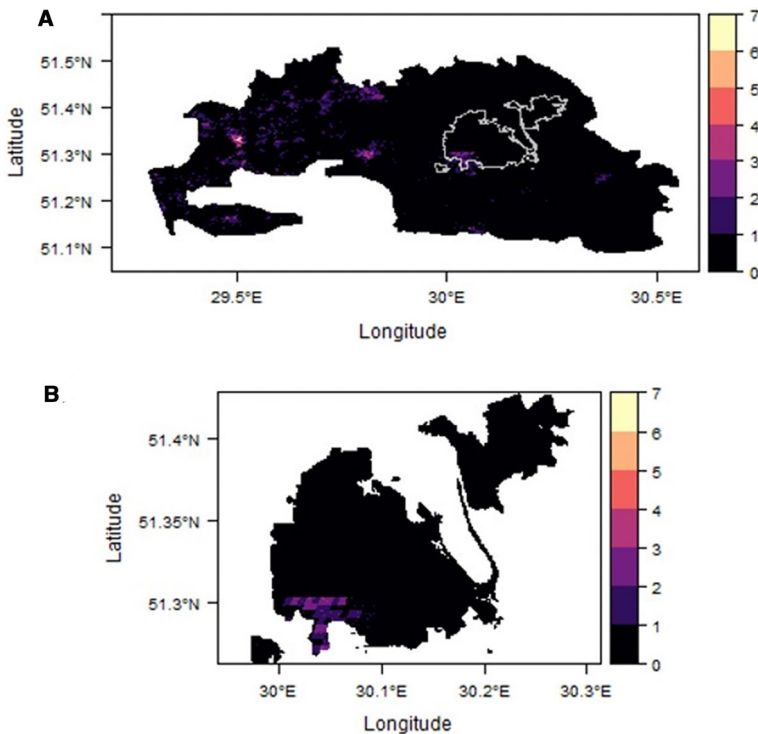 A
51.5°N
51.4°N
51.3°N
51.2°N
51.1°N
Latitude
29.5°E
30°E
30.5°E
Longitude
7
6
5
4
3
2
1
0
B
51.4°N
51.35°N
51.3°N
Latitude
30°E
30.1°E
30.2°E
30.3°E
Longitude
7
6
5
4
3
2
1
0